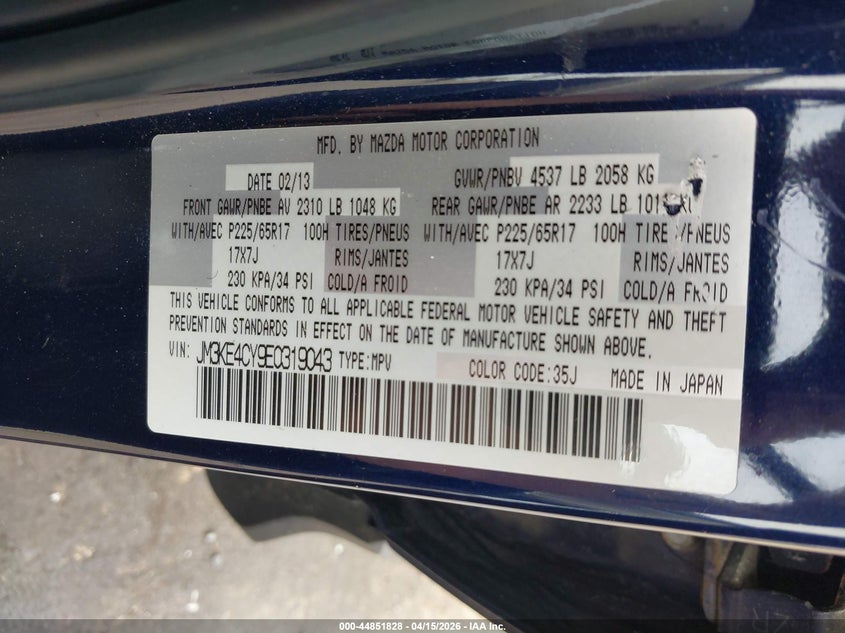 MFD. BY MAZDA MOTOR CORPORATION
DATE 02/13 GVWR/PNBV 4537 LB 2058 KG
FRONT GAWR/PNBE AV 2310 LB 1048 KG REAR GAWR/PNBE AR 2233 LB
WITH/AVEC P225/65R17 100H TIRES/PNEUS WITH/AVEC P225/65R17 100H TIRE /PNEUS
17X7J RIMS/JANTES 17X7J RIMS/JANTES
230 KPA/34 PSI COLD/A FROID 230 KPA/34 PSI COLD/A FROID
THIS VEHICLE CONFORMS TO ALL APPLICABLE FEDERAL MOTOR VEHICLE SAFETY AND THEFT
PREVENTION STANDARDS IN EFFECT ON THE DATE OF MANUFACTURE SHOWN ABOVE.
VIN: JM3KE4CY9E0319043 TYPE:MPV COLOR CODE:35J MADE IN JAPAN
000-44851828 - 04/15/2026 - IAA Inc.